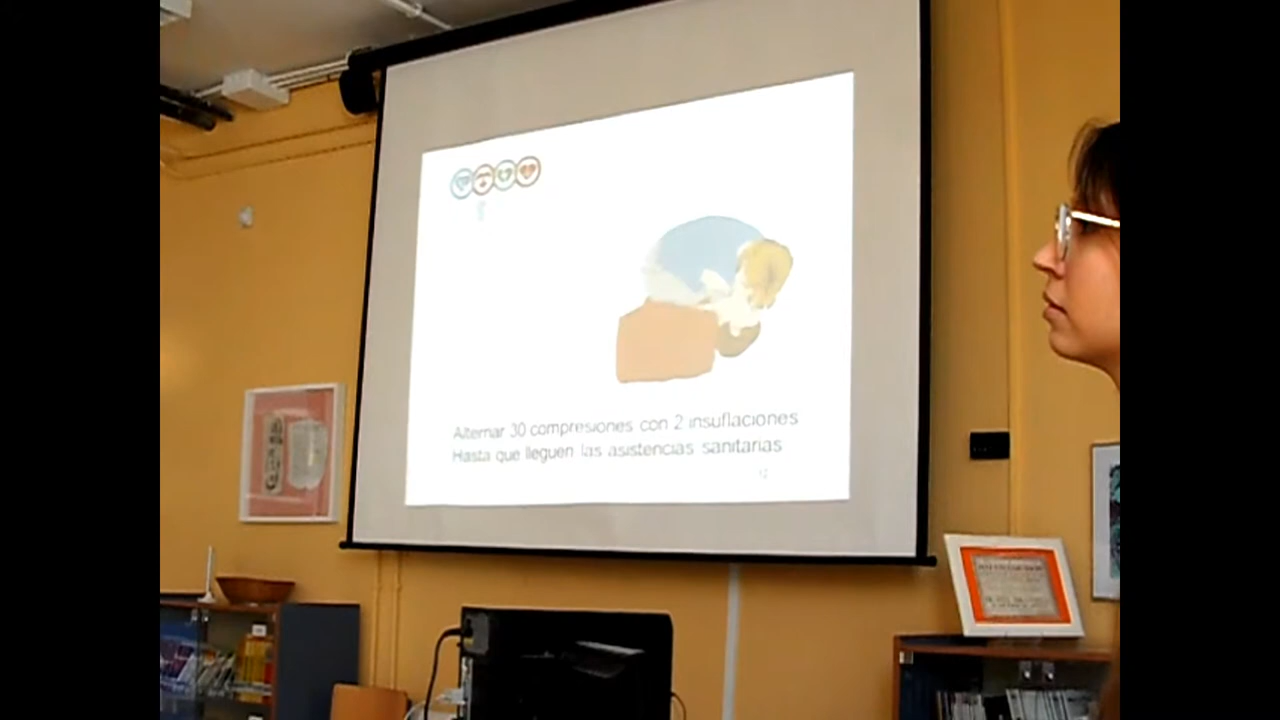 Alternar 30 compresiones con 2 insuflaciones
Hasta que lleguen las asistencias sanitarias